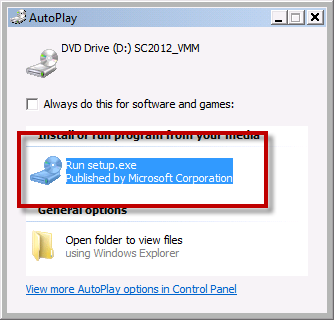 AutoPlay
DVD Drive (D:) SC2012_VMM
Always do this for software and games:
Install or run program from your media
Run setup.exe
Published by Microsoft Corporation
General options
Open folder to view files
using Windows Explorer
View more AutoPlay options in Control Panel